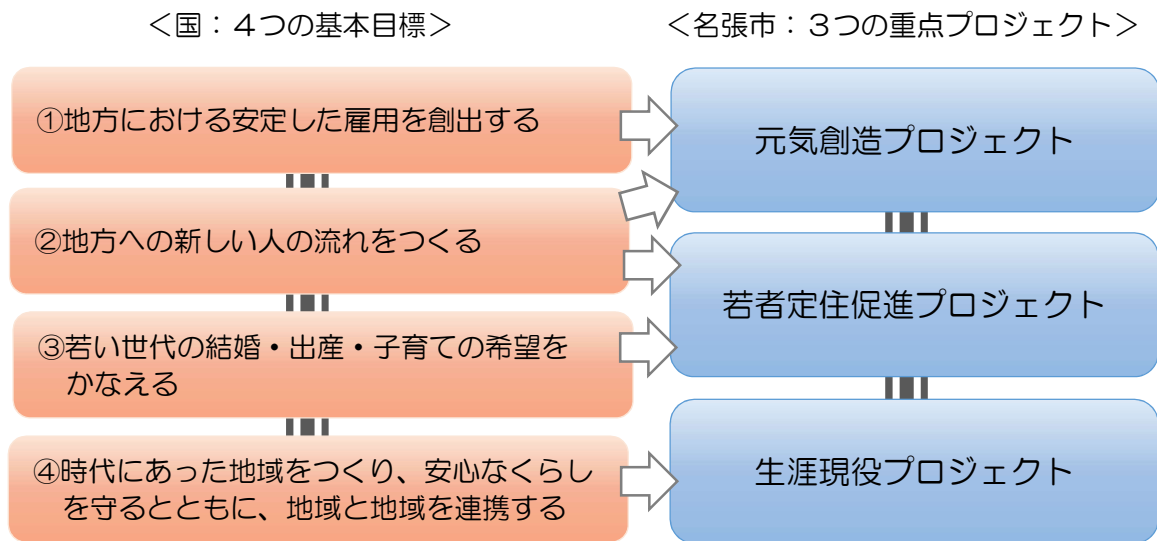 ＜国：４つの基本目標＞
＜名張市：３つの重点プロジェクト＞
①地方における安定した雇用を創出する
②地方への新しい人の流れをつくる
③若い世代の結婚・出産・子育ての希望を
かなえる
④時代にあった地域をつくり、安心なくらし
を守るとともに、地域と地域を連携する
元気創造プロジェクト
若者定住促進プロジェクト
生涯現役プロジェクト